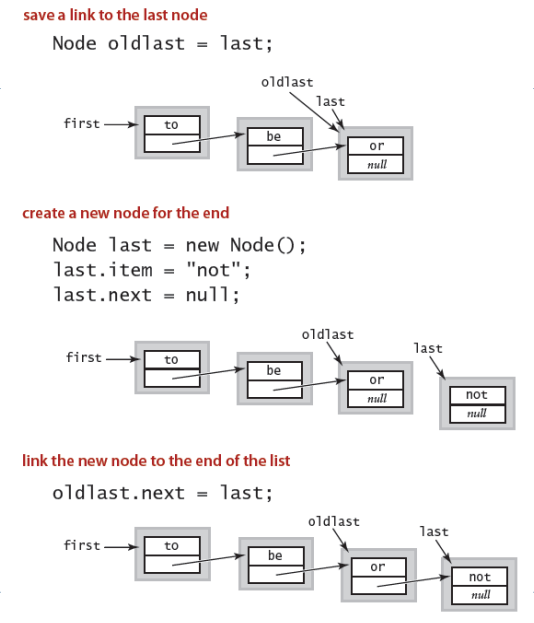 save a link to the last node
Node oldlast = last;
oldlast
last
first
to
be
or
null
create a new node for the end
Node last = new Node();
last.item = "not";
last.next = null;
oldlast
last
first
to
be
or
null
not
null
link the new node to the end of the list
oldlast.next = last;
oldlast
last
first
to
be
or
not
null